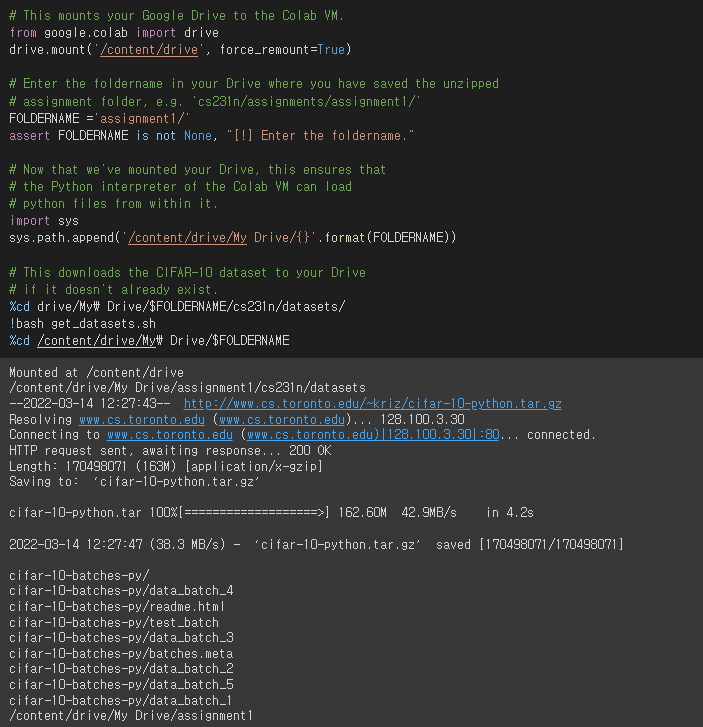 # This mounts your Google Drive to the Colab VM.
from google.colab import drive
drive.mount('/content/drive', force_remount=True)
# Enter the foldername in your Drive where you have saved the unzipped
# assignment folder, e.g. 'cs231n/assignments/assignment1/'
FOLDERNAME ='assignment1/'
assert FOLDERNAME is not None, "[!] Enter the foldername."
# Now that we've mounted your Drive, this ensures that
# the Python interpreter of the Colab VM can load
# python files from within it.
import sys
sys.path.append('/content/drive/My Drive/{}'.format(FOLDERNAME))
# This downloads the CIFAR-10 dataset to your Drive
# if it doesn't already exist.
%cd drive/My₩ Drive/$FOLDERNAME/cs231n/datasets/
!bash get_datasets.sh
%cd /content/drive/My₩ Drive/$FOLDERNAME
Mounted at /content/drive
/content/drive/My Drive/assignment1/cs231n/datasets
--2022-03-14 12:27:43--  http://www.cs.toronto.edu/~kriz/cifar-10-python.tar.gz
Resolving www.cs.toronto.edu (www.cs.toronto.edu)... 128.100.3.30
Connecting to www.cs.toronto.edu (www.cs.toronto.edu)|128.100.3.30|:80... connected.
HTTP request sent, awaiting response... 200 OK
Length: 170498071 (163M) [application/x-gzip]
Saving to: ‘cifar-10-python.tar.gz’
cifar-10-python.tar 100%[===================>] 162.60M  42.9MB/s    in 4.2s
2022-03-14 12:27:47 (38.3 MB/s) - ‘cifar-10-python.tar.gz’ saved [170498071/170498071]
cifar-10-batches-py/
cifar-10-batches-py/data_batch_4
cifar-10-batches-py/readme.html
cifar-10-batches-py/test_batch
cifar-10-batches-py/data_batch_3
cifar-10-batches-py/batches.meta
cifar-10-batches-py/data_batch_2
cifar-10-batches-py/data_batch_5
cifar-10-batches-py/data_batch_1
/content/drive/My Drive/assignment1